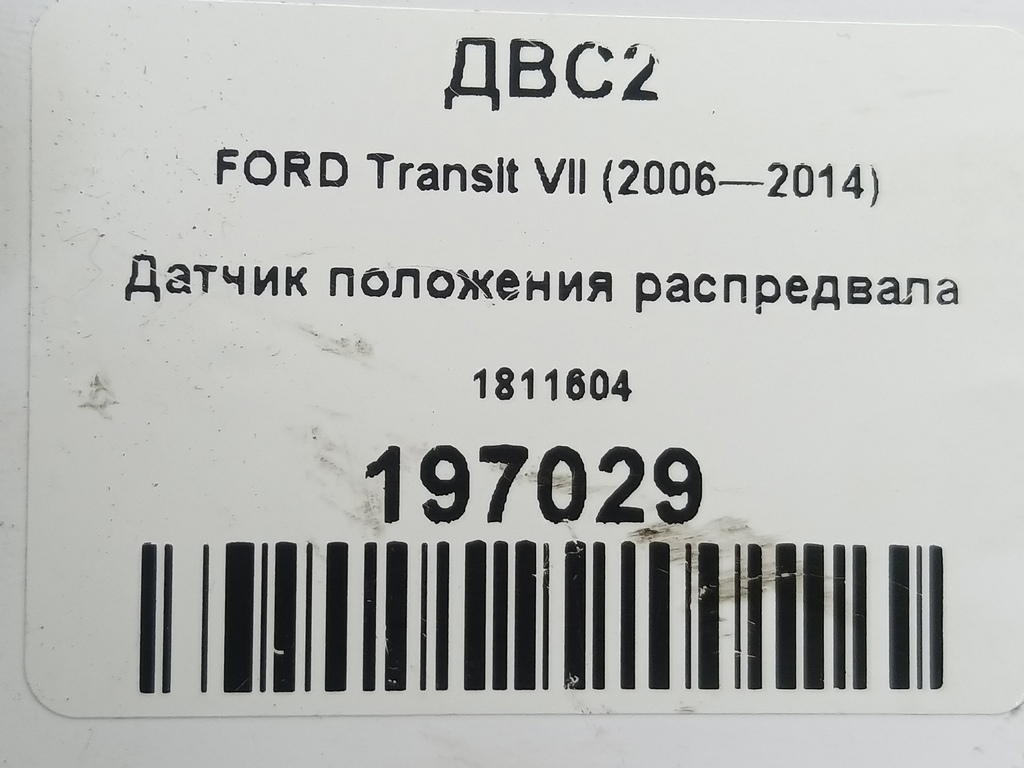 ДВС2
FORD Transit VII (2006—2014)
Датчик положения распредвала
1811604
197029